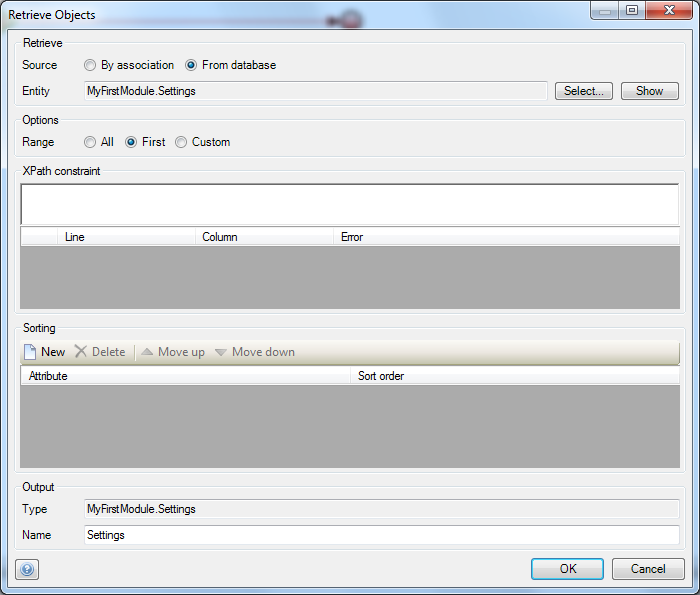 Retrieve Objects
Retrieve
Source By association From database
Entity MyFirstModule.Settings Select... Show
Options
Range All First Custom
XPath constraint
Line Column Error
Sorting
New Delete Move up Move down
Attribute Sort order
Output
Type MyFirstModule.Settings
Name Settings
? OK Cancel